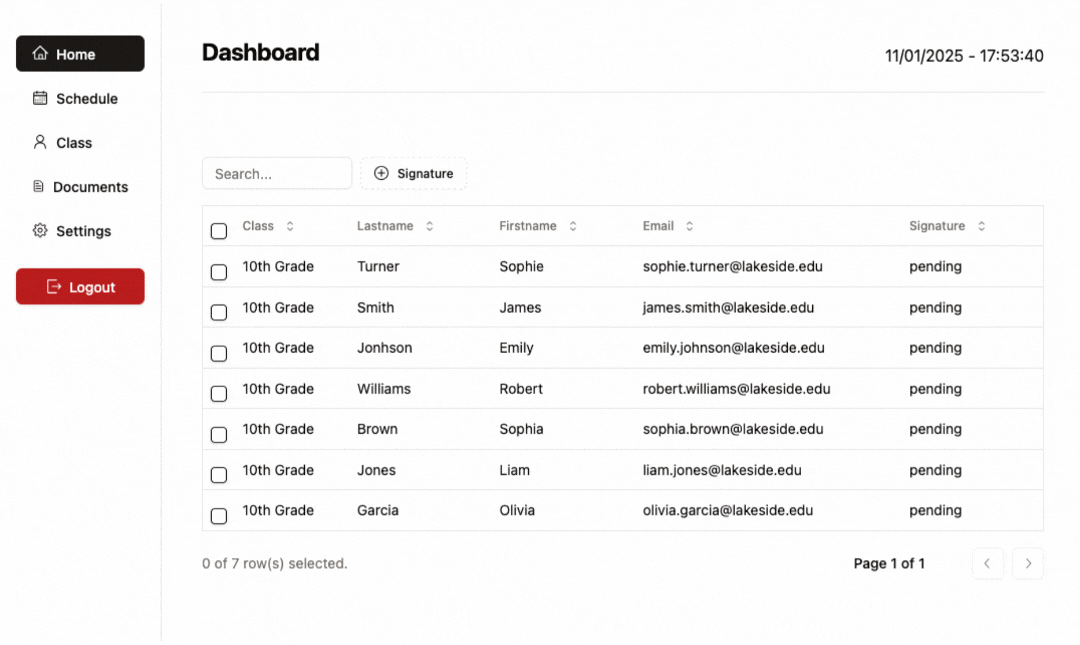 Home
Schedule
Class
Documents
Settings
Logout
Dashboard
11/01/2025 - 17:53:40
Search...
Signature
Class Lastname Firstname Email Signature
10th Grade Turner Sophie sophie.turner@lakeside.edu pending
10th Grade Smith James james.smith@lakeside.edu pending
10th Grade Jonhson Emily emily.johnson@lakeside.edu pending
10th Grade Williams Robert robert.williams@lakeside.edu pending
10th Grade Brown Sophia sophia.brown@lakeside.edu pending
10th Grade Jones Liam liam.jones@lakeside.edu pending
10th Grade Garcia Olivia olivia.garcia@lakeside.edu pending
0 of 7 row(s) selected.
Page 1 of 1